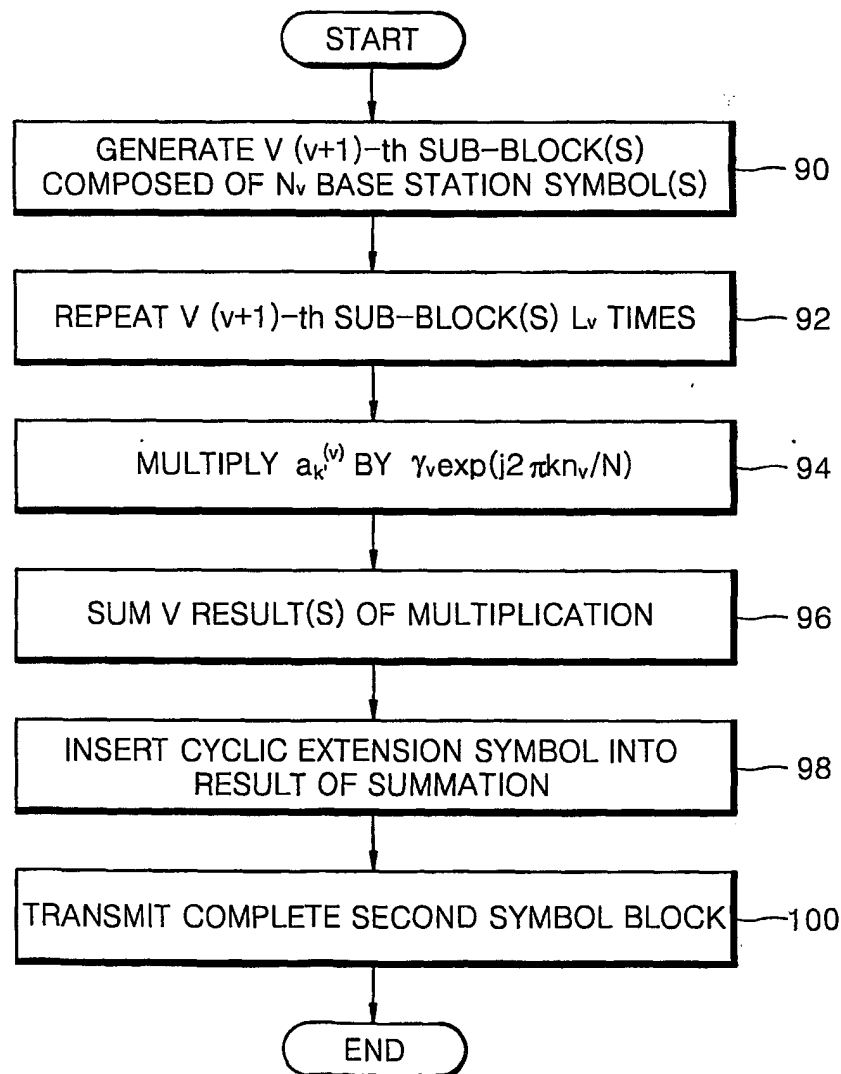 START
GENERATE V (v+1)-th SUB-BLOCK(S)
COMPOSED OF Nv BASE STATION SYMBOL(S)
90
REPEAT V (v+1)-th SUB-BLOCK(S) Lv TIMES
92
MULTIPLY ak'(v) BY γvexp(j2πknv/N)
94
SUM V RESULT(S) OF MULTIPLICATION
96
INSERT CYCLIC EXTENSION SYMBOL INTO
RESULT OF SUMMATION
98
TRANSMIT COMPLETE SECOND SYMBOL BLOCK
100
END